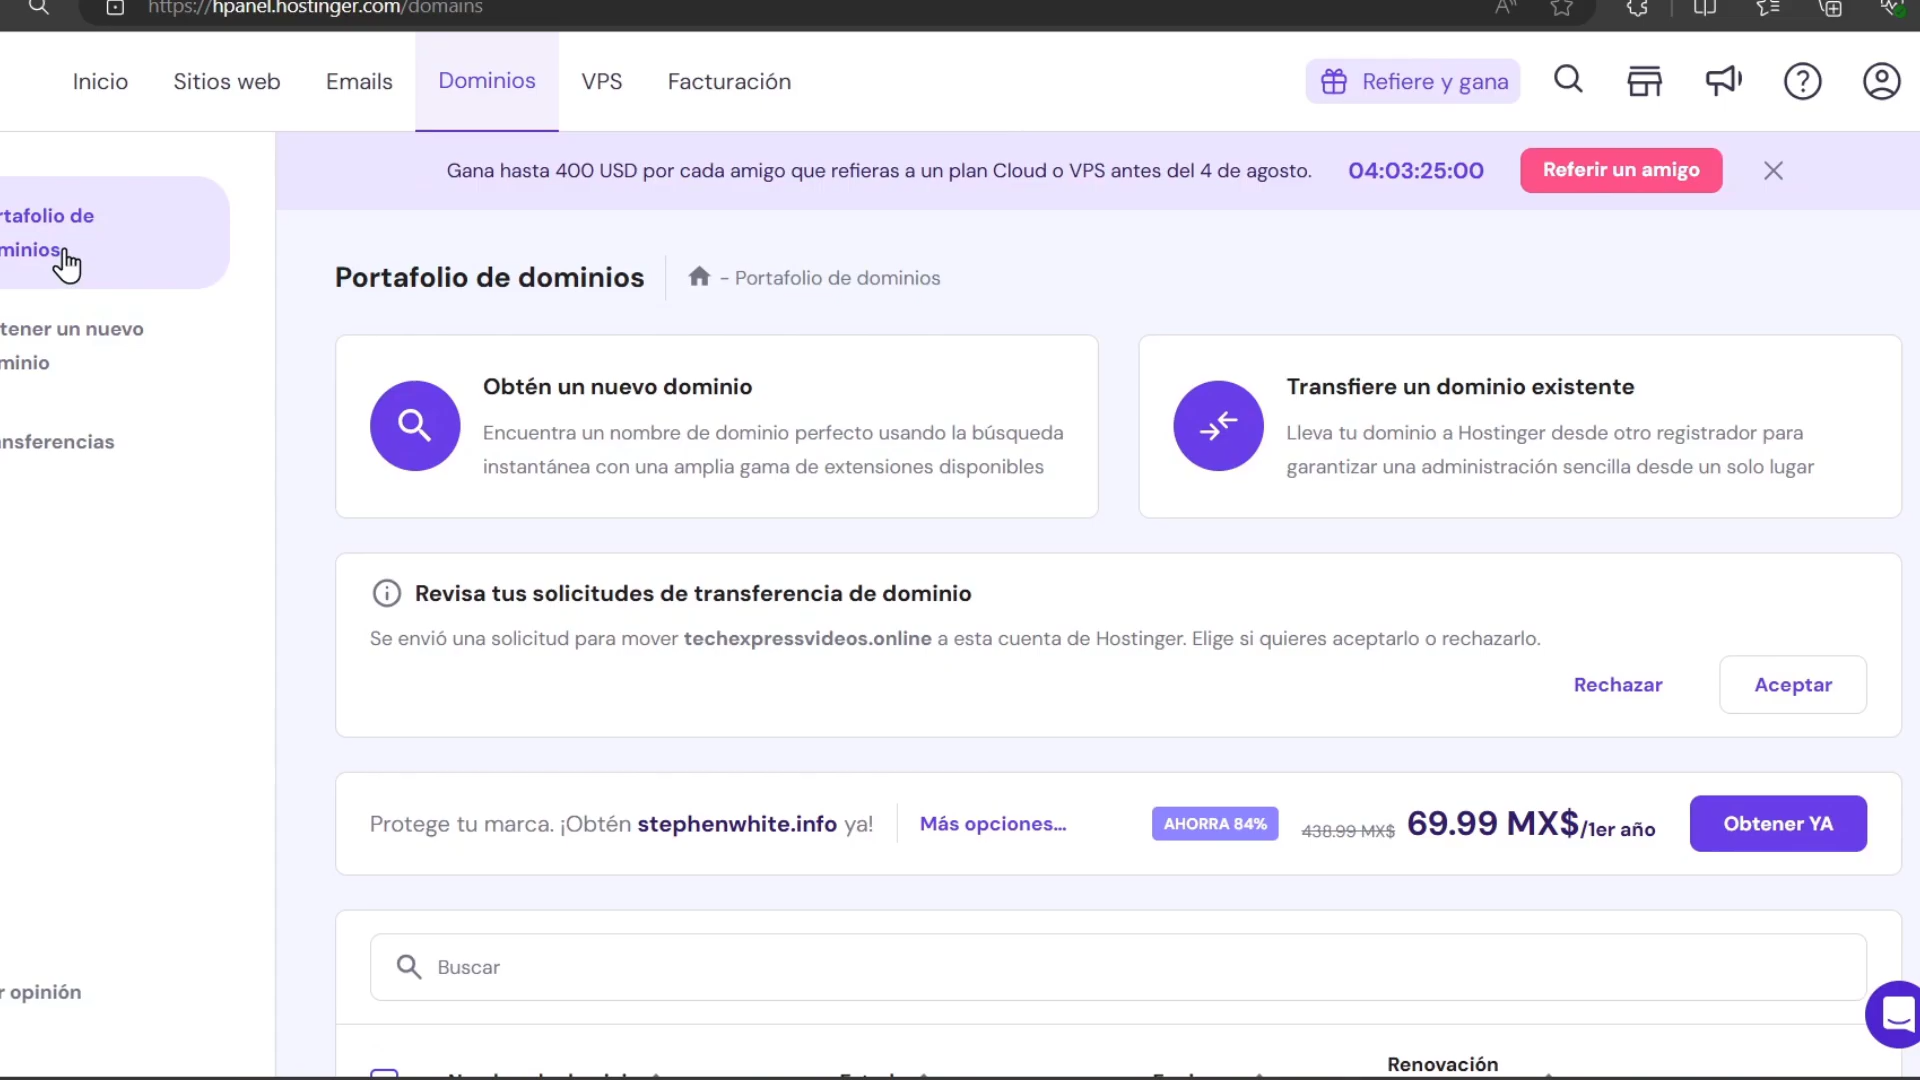 https://hpanel.hostinger.com/domains
Inicio
Sitios web
Emails
Dominios
VPS
Facturación
Refiere y gana
Gana hasta 400 USD por cada amigo que refieras a un plan Cloud o VPS antes del 4 de agosto.
04:03:25:00
Referir un amigo
rtafolio de
minios
tener un nuevo
minio
ansferencias
r opinión
Portafolio de dominios
- Portafolio de dominios
Obtén un nuevo dominio
Encuentra un nombre de dominio perfecto usando la búsqueda
instantánea con una amplia gama de extensiones disponibles
Transfiere un dominio existente
Lleva tu dominio a Hostinger desde otro registrador para
garantizar una administración sencilla desde un solo lugar
Revisa tus solicitudes de transferencia de dominio
Se envió una solicitud para mover techexpressvideos.online a esta cuenta de Hostinger. Elige si quieres aceptarlo o rechazarlo.
Rechazar
Aceptar
Protege tu marca. ¡Obtén stephenwhite.info ya!
Más opciones...
AHORRA 84%
438.99 MX$
69.99 MX$/1er año
Obtener YA
Buscar
Renovación